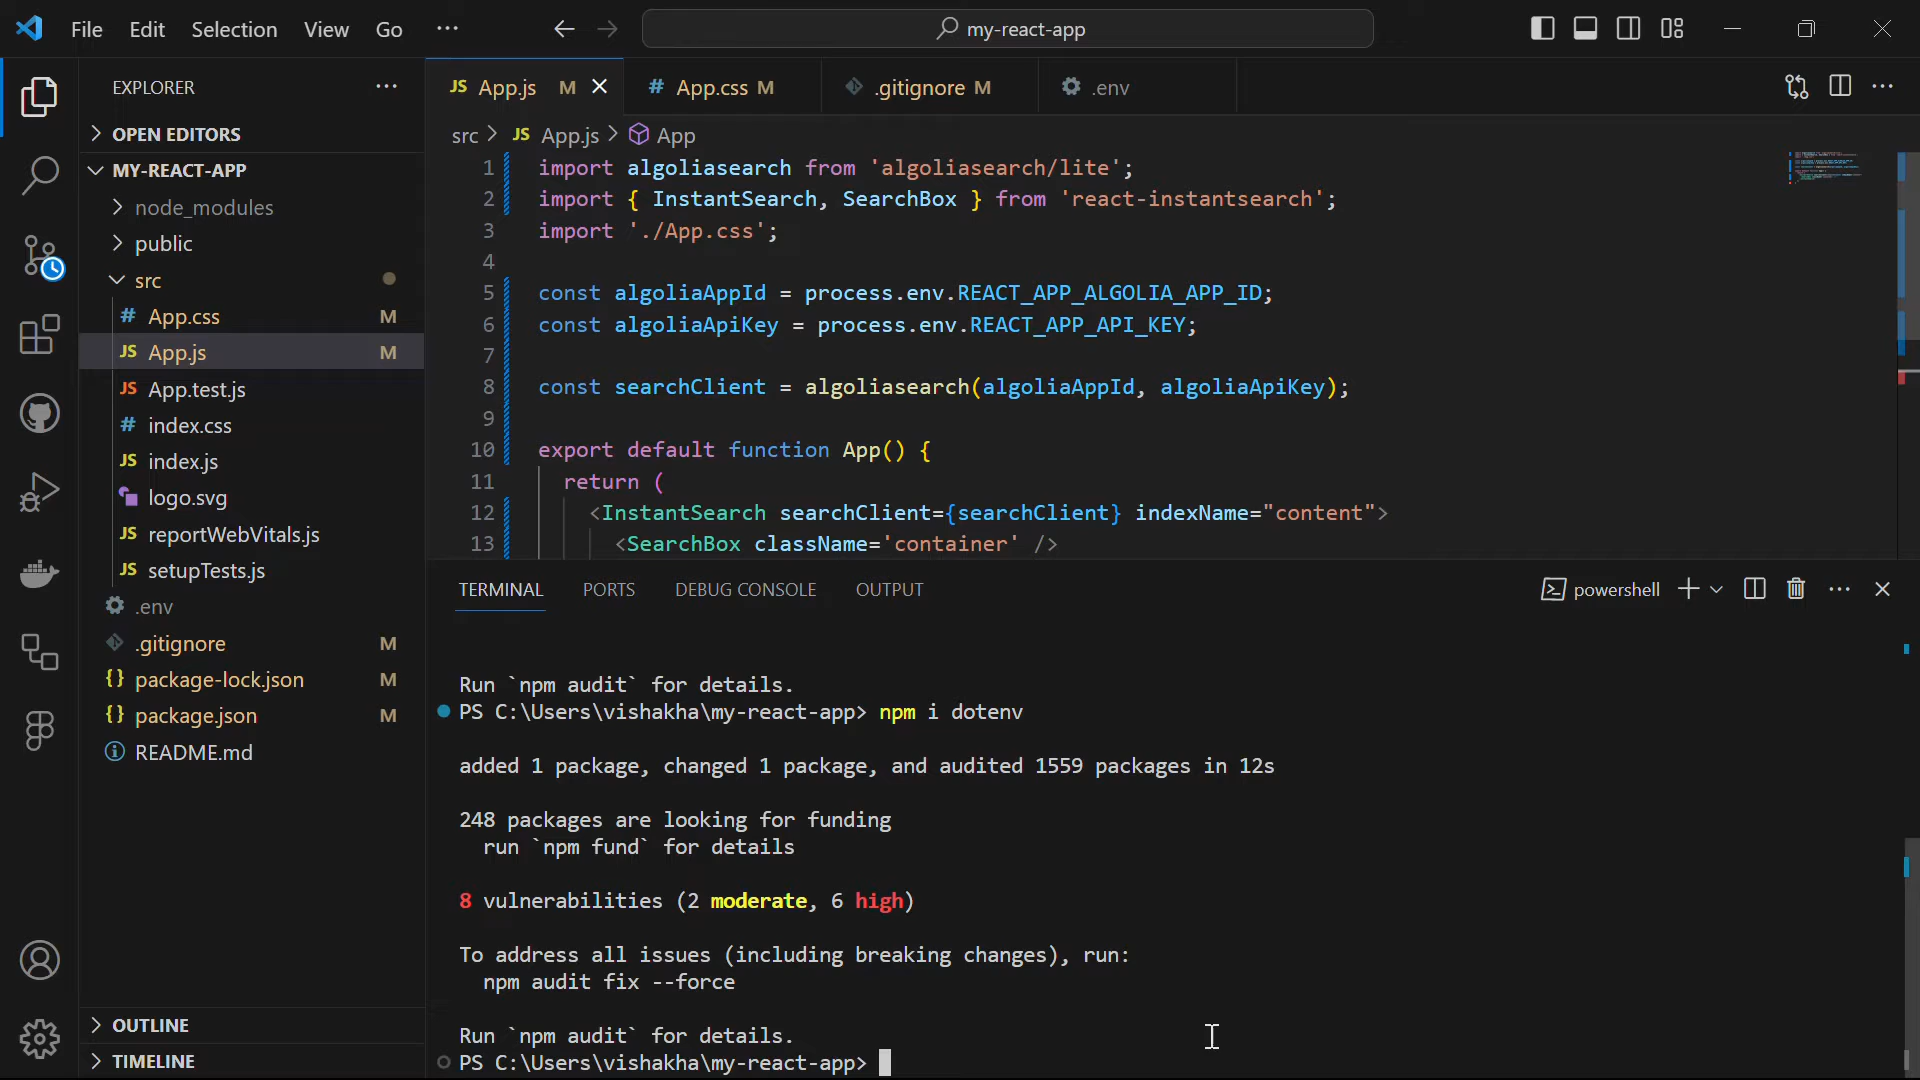 File Edit Selection View Go ···
my-react-app
EXPLORER ···
OPEN EDITORS
MY-REACT-APP
node_modules
public
src
# App.css M
JS App.js M
JS App.test.js
# index.css
JS index.js
logo.svg
JS reportWebVitals.js
JS setupTests.js
.env
.gitignore M
{} package-lock.json M
{} package.json M
README.md
OUTLINE
TIMELINE
JS App.js M
# App.css M
.gitignore M
.env
src > JS App.js > App
1 import algoliasearch from 'algoliasearch/lite';
2 import { InstantSearch, SearchBox } from 'react-instantsearch';
3 import './App.css';
4
5 const algoliaAppId = process.env.REACT_APP_ALGOLIA_APP_ID;
6 const algoliaApiKey = process.env.REACT_APP_API_KEY;
7
8 const searchClient = algoliasearch(algoliaAppId, algoliaApiKey);
9
10 export default function App() {
11 return (
12 <InstantSearch searchClient={searchClient} indexName="content">
13 <SearchBox className='container' />
TERMINAL PORTS DEBUG CONSOLE OUTPUT
powershell
Run `npm audit` for details.
PS C:\Users\vishakha\my-react-app> npm i dotenv
added 1 package, changed 1 package, and audited 1559 packages in 12s
248 packages are looking for funding
run `npm fund` for details
8 vulnerabilities (2 moderate, 6 high)
To address all issues (including breaking changes), run:
npm audit fix --force
Run `npm audit` for details.
PS C:\Users\vishakha\my-react-app>